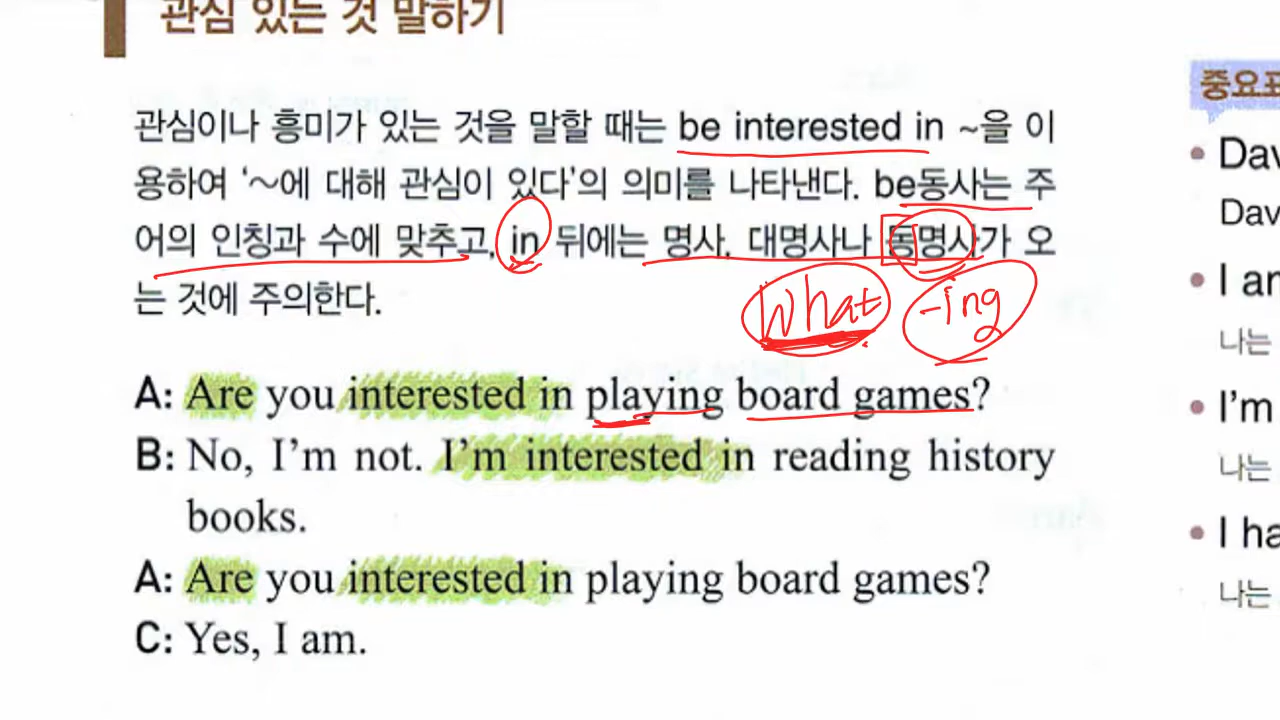 1 관심 있는 것 말하기
관심이나 흥미가 있는 것을 말할 때는 be interested in ~을 이
용하여 ‘~에 대해 관심이 있다’의 의미를 나타낸다. be동사는 주
어의 인칭과 수에 맞추고, in 뒤에는 명사, 대명사나 동명사가 오
는 것에 주의한다.
What -ing
A: Are you interested in playing board games?
B: No, I’m not. I’m interested in reading history
books.
A: Are you interested in playing board games?
C: Yes, I am.
중요표
• Dav
Dav
• I am
나는
• I’m
나는
• I ha
나는